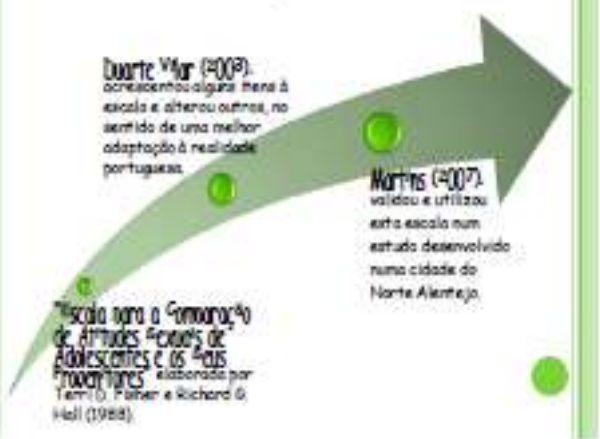 Duarte Vilar (2003).
acrescentou alguns itens à
escala e alterou outros, no
sentido de uma melhor
adaptação à realidade
portuguesa.
Martins (2007).
validou e utilizou
esta escala num
estudo desenvolvido
numa cidade do
Norte Alentejo.
"Escala para a Comparação
de Atitudes Sexuais de
Adolescentes e os Seus
Progenitores" elaborada por
Terri D. Fisher e Richard G.
Hall (1988).